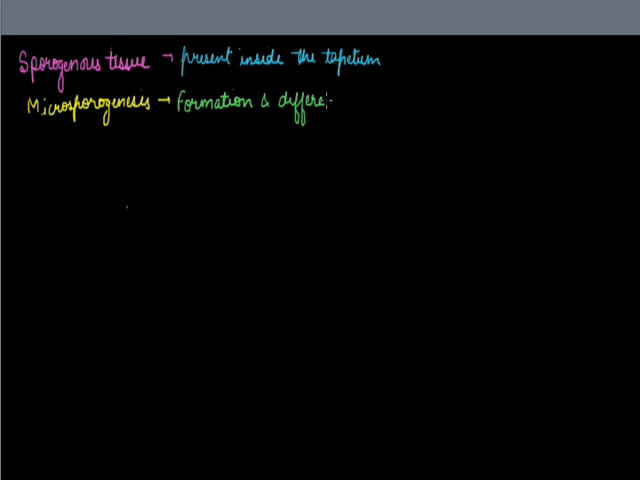 Sporogenous tissue → present inside the tapetum
Microsporogenesis → Formation & differe